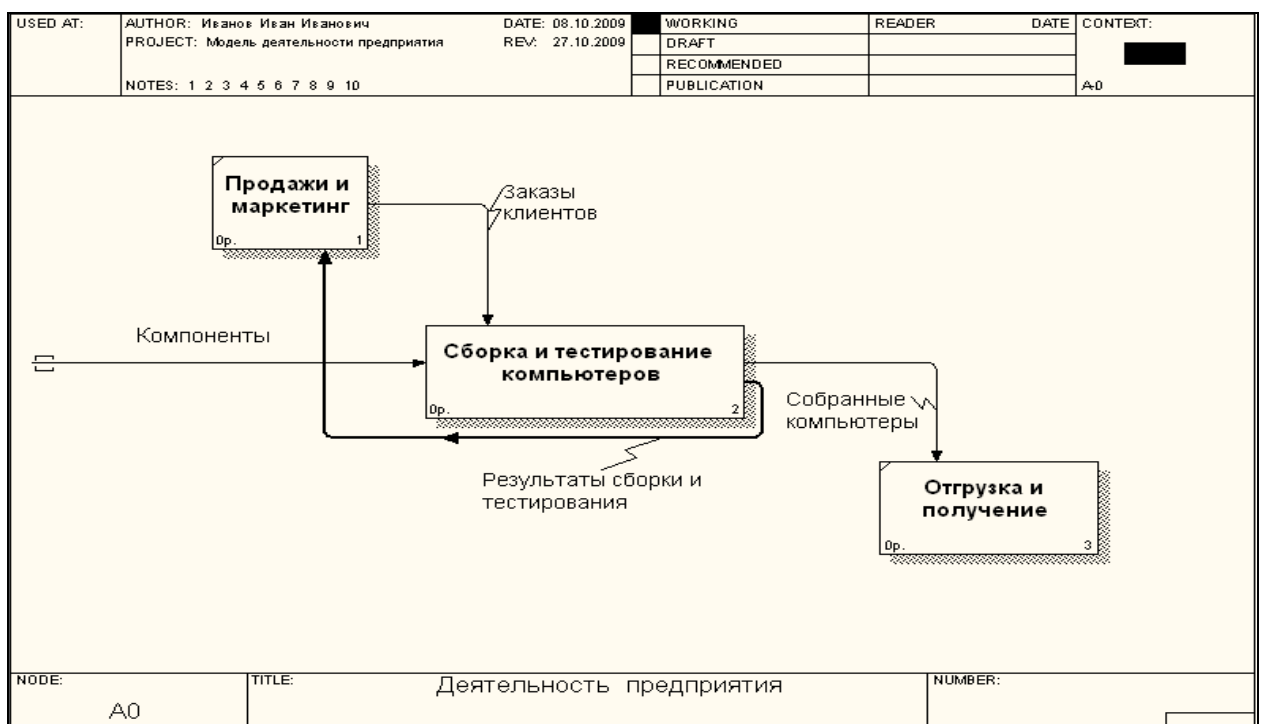 USED AT:
AUTHOR: Иванов Иван Иванович
DATE: 08.10.2009
WORKING
READER
DATE
CONTEXT:
PROJECT: Модель деятельности предприятия
REV: 27.10.2009
DRAFT
RECOMMENDED
NOTES: 1 2 3 4 5 6 7 8 9 10
PUBLICATION
A-0
Продажи и
маркетинг
0р.
1
Заказы
клиентов
Компоненты
Сборка и тестирование
компьютеров
0р.
2
Собранные
компьютеры
Результаты сборки и
тестирования
Отгрузка и
получение
0р.
3
NODE:
A0
TITLE:
Деятельность предприятия
NUMBER: